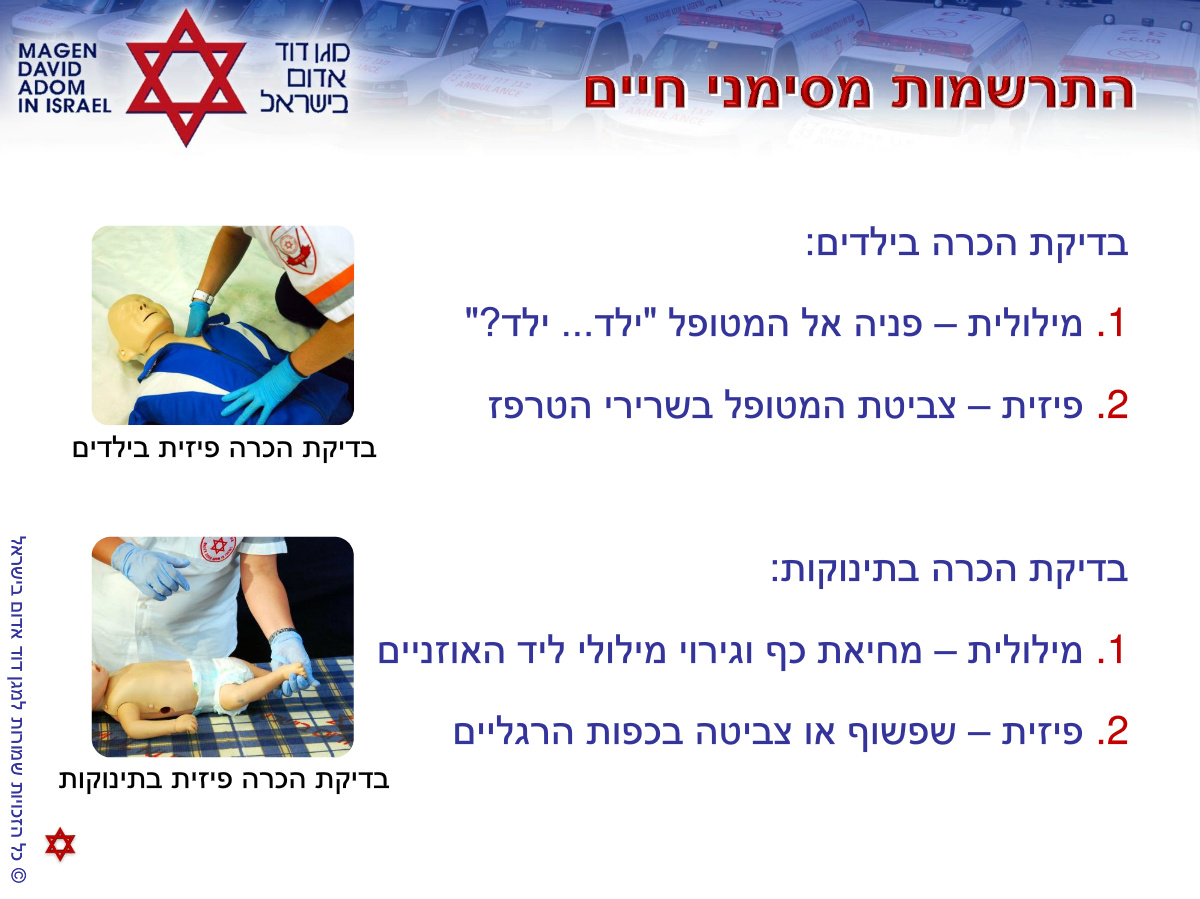 MAGEN
DAVID
ADOM
IN ISRAEL
מגן דוד
אדום
בישראל
התרשמות מסימני חיים
בדיקת הכרה בילדים:
1. מילולית – פניה אל המטופל "ילד... ילד?"
2. פיזית – צביטת המטופל בשרירי הטרפז
בדיקת הכרה פיזית בילדים
בדיקת הכרה בתינוקות:
1. מילולית – מחיאת כף וגירוי מילולי ליד האוזניים
2. פיזית – שפשוף או צביטה בכפות הרגליים
בדיקת הכרה פיזית בתינוקות
© כל הזכויות שמורות למגן דוד אדום בישראל